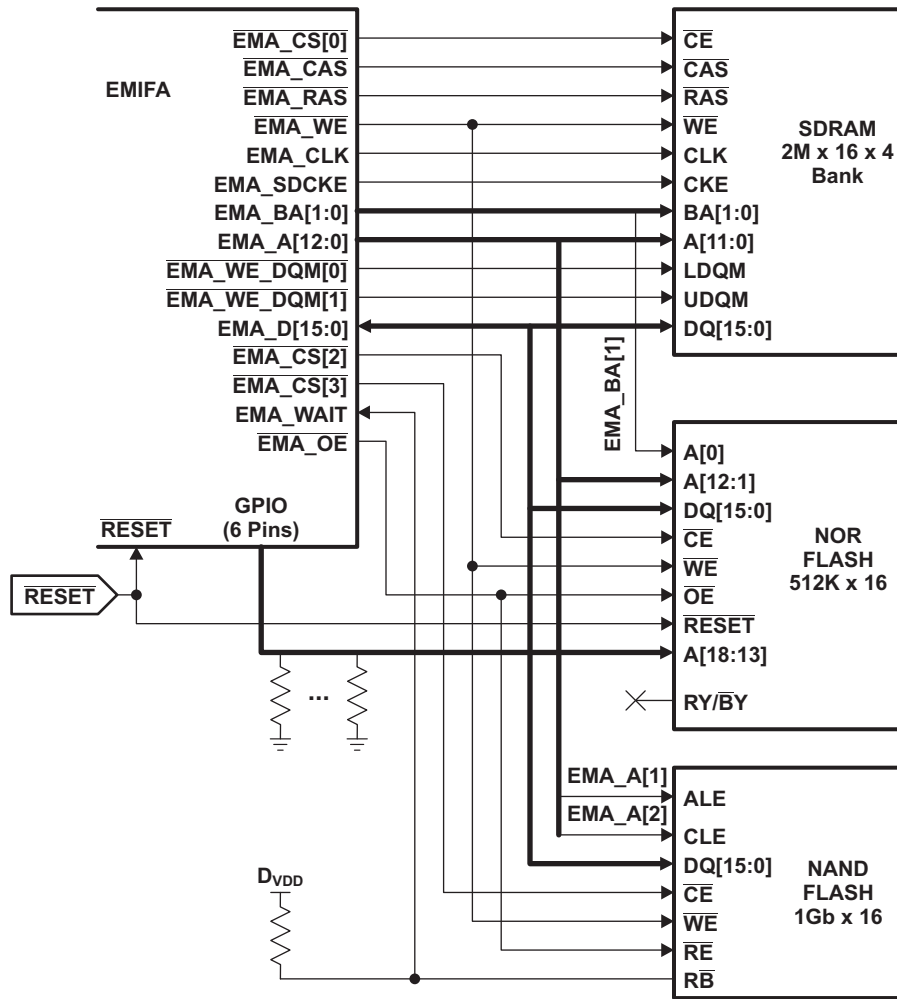 EMIFA
EMA_CS[0]
EMA_CAS
EMA_RAS
EMA_WE
EMA_CLK
EMA_SDCKE
EMA_BA[1:0]
EMA_A[12:0]
EMA_WE_DQM[0]
EMA_WE_DQM[1]
EMA_D[15:0]
EMA_CS[2]
EMA_CS[3]
EMA_WAIT
EMA_OE
GPIO
(6 Pins)
RESET
RESET
...
EMA_BA[1]
CE
CAS
RAS
WE
CLK
CKE
BA[1:0]
A[11:0]
LDQM
UDQM
DQ[15:0]
SDRAM
2M x 16 x 4
Bank
A[0]
A[12:1]
DQ[15:0]
CE
WE
OE
RESET
A[18:13]
RY/BY
NOR
FLASH
512K x 16
EMA_A[1]
EMA_A[2]
ALE
CLE
DQ[15:0]
CE
WE
RE
RB
NAND
FLASH
1Gb x 16
DVDD